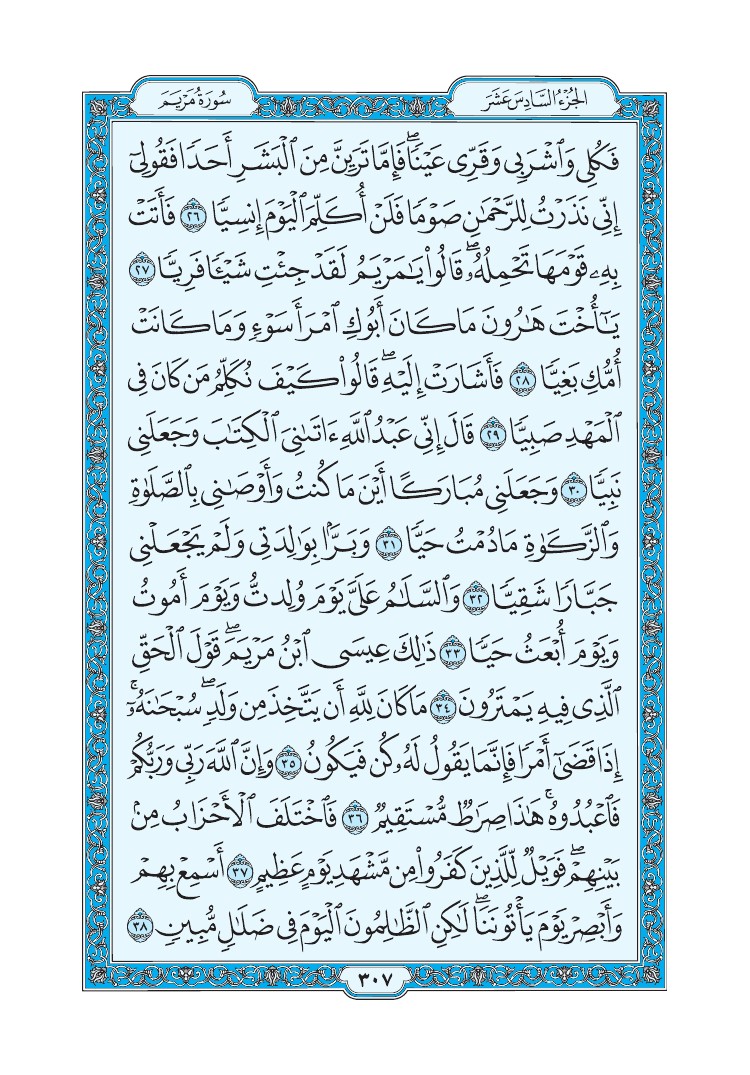 الجُزْءُ السَّادِسَ عَشَرَ
سُورَةُ مَرْيَمَ
فَكُلِي وَٱشْرَبِي وَقَرِّي عَيْنٗاۖ فَإِمَّا تَرَيِنَّ مِنَ ٱلْبَشَرِ أَحَدٗا فَقُولِيٓ
إِنِّي نَذَرْتُ لِلرَّحْمَٰنِ صَوْمٗا فَلَنْ أُكَلِّمَ ٱلْيَوْمَ إِنسِيّٗا ٢٦ فَأَتَتْ
بِهِۦ قَوْمَهَا تَحْمِلُهُۥۖ قَالُواْ يَٰمَرْيَمُ لَقَدْ جِئْتِ شَيْـٔٗا فَرِيّٗا ٢٧
يَٰٓأُخْتَ هَٰرُونَ مَا كَانَ أَبُوكِ ٱمْرَأَ سَوْءٖ وَمَا كَانَتْ
أُمُّكِ بَغِيّٗا ٢٨ فَأَشَارَتْ إِلَيْهِۖ قَالُواْ كَيْفَ نُكَلِّمُ مَن كَانَ فِي
ٱلْمَهْدِ صَبِيّٗا ٢٩ قَالَ إِنِّي عَبْدُ ٱللَّهِ ءَاتَىٰنِيَ ٱلْكِتَٰبَ وَجَعَلَنِي
نَبِيّٗا ٣٠ وَجَعَلَنِي مُبَارَكًا أَيْنَ مَا كُنتُ وَأَوْصَٰنِي بِٱلصَّلَوٰةِ
وَٱلزَّكَوٰةِ مَا دُمْتُ حَيّٗا ٣١ وَبَرَّۢا بِوَٰلِدَتِي وَلَمْ يَجْعَلْنِي
جَبَّارٗا شَقِيّٗا ٣٢ وَٱلسَّلَٰمُ عَلَيَّ يَوْمَ وُلِدتُّ وَيَوْمَ أَمُوتُ
وَيَوْمَ أُبْعَثُ حَيّٗا ٣٣ ذَٰلِكَ عِيسَى ٱبْنُ مَرْيَمَۖ قَوْلَ ٱلْحَقِّ
ٱلَّذِي فِيهِ يَمْتَرُونَ ٣٤ مَا كَانَ لِلَّهِ أَن يَتَّخِذَ مِن وَلَدٖۖ سُبْحَٰنَهُۥٓۚ
إِذَا قَضَىٰٓ أَمْرٗا فَإِنَّمَا يَقُولُ لَهُۥ كُن فَيَكُونُ ٣٥ وَإِنَّ ٱللَّهَ رَبِّي وَرَبُّكُمْ
فَٱعْبُدُوهُۚ هَٰذَا صِرَٰطٞ مُّسْتَقِيمٞ ٣٦ فَٱخْتَلَفَ ٱلْأَحْزَابُ مِنۢ
بَيْنِهِمْۖ فَوَيْلٞ لِّلَّذِينَ كَفَرُواْ مِن مَّشْهَدِ يَوْمٍ عَظِيمٍ ٣٧ أَسْمِعْ بِهِمْ
وَأَبْصِرْ يَوْمَ يَأْتُونَنَاۖ لَٰكِنِ ٱلظَّٰلِمُونَ ٱلْيَوْمَ فِي ضَلَٰلٖ مُّبِينٖ ٣٨
٣٠٧